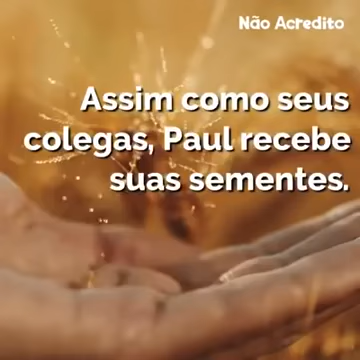 Não Acredito
Assim como seus
colegas, Paul recebe
suas sementes.